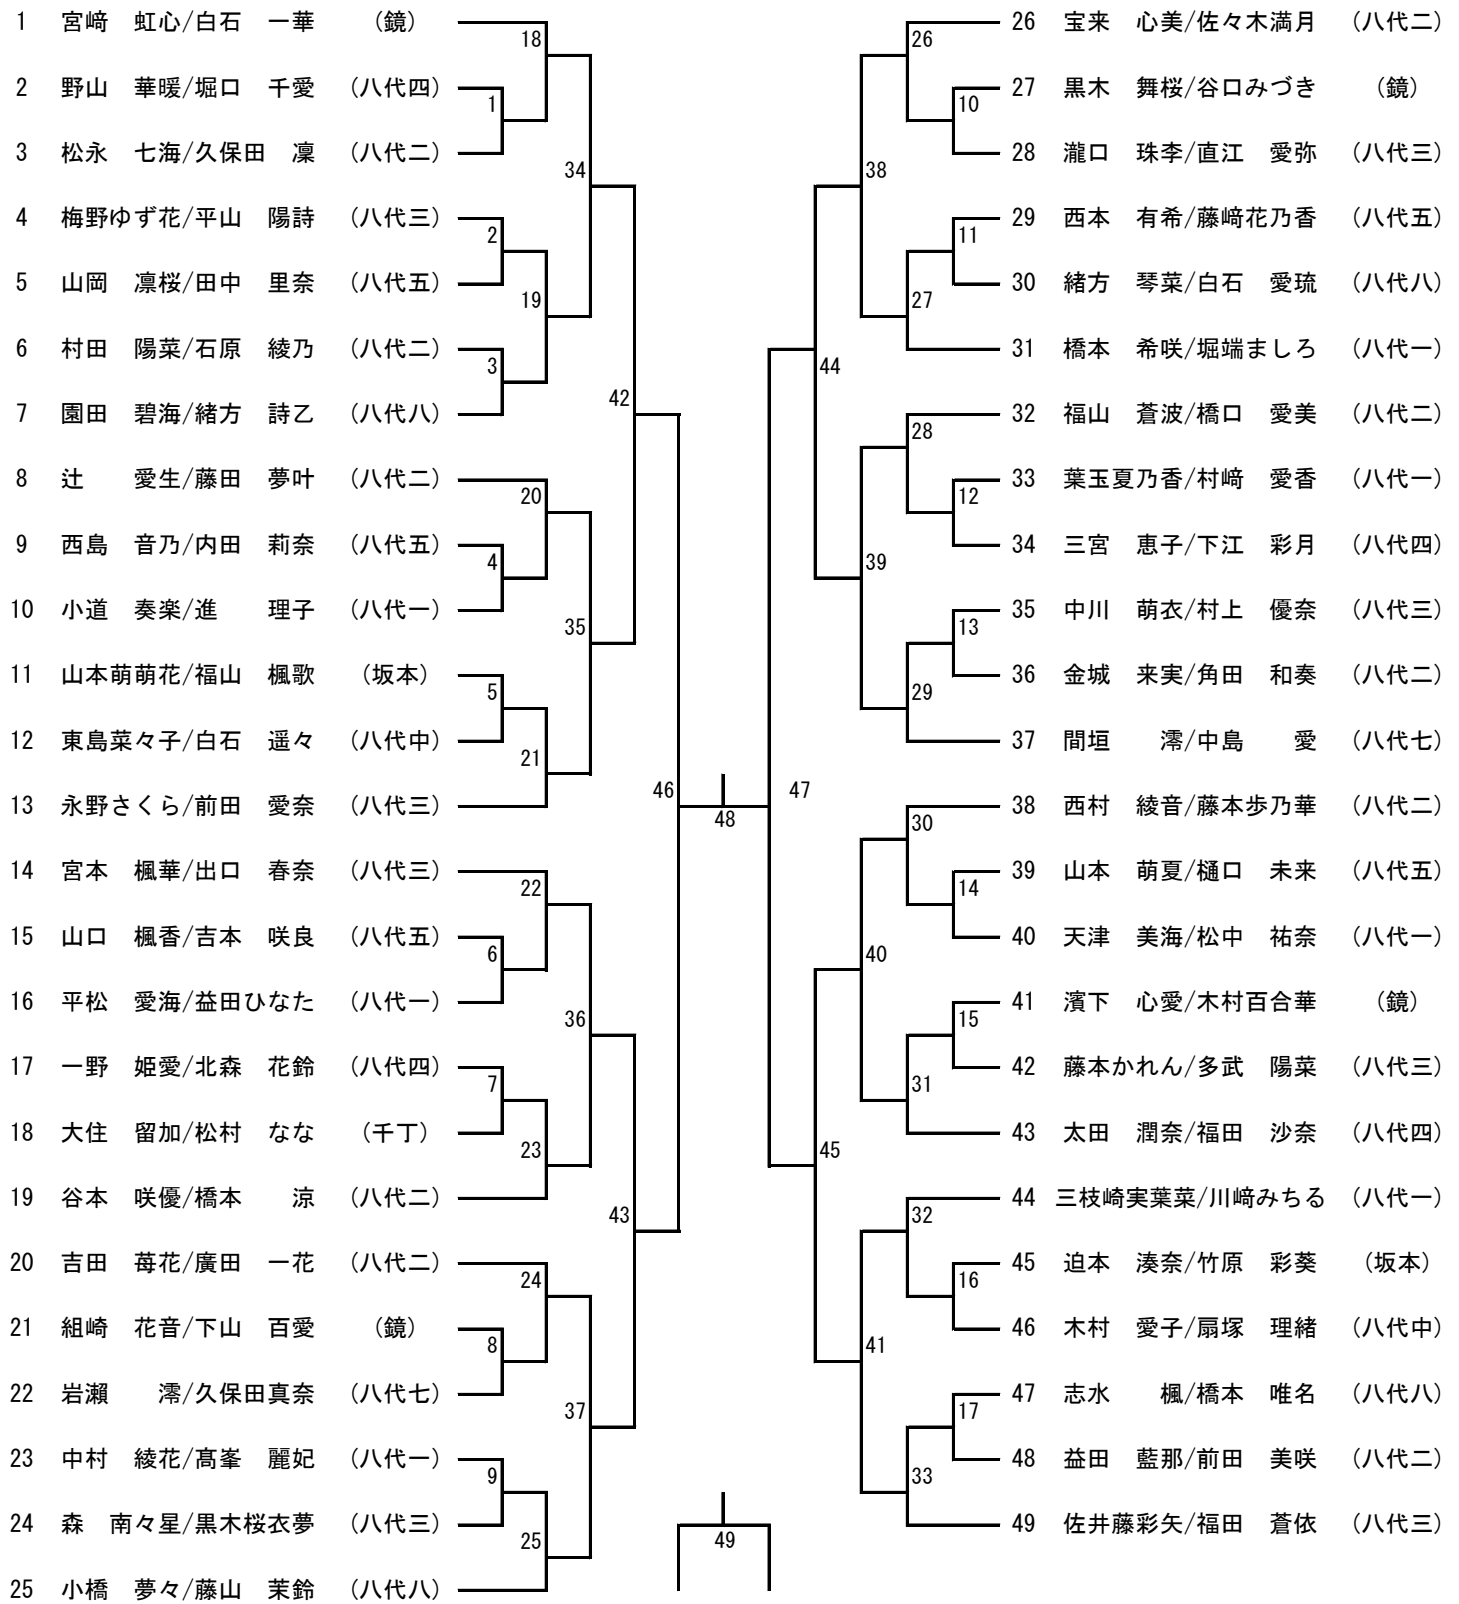 1 宮﨑　虹心/白石　一華 （鏡）
2 野山　華暖/堀口　千愛 （八代四）
3 松永　七海/久保田　凜 （八代二）
4 梅野ゆず花/平山　陽詩 （八代三）
5 山岡　凛桜/田中　里奈 （八代五）
6 村田　陽菜/石原　綾乃 （八代二）
7 園田　碧海/緒方　詩乙 （八代八）
8 辻　　愛生/藤田　夢叶 （八代二）
9 西島　音乃/内田　莉奈 （八代五）
10 小道　奏楽/進　　理子 （八代一）
11 山本萌萌花/福山　楓歌 （坂本）
12 東島菜々子/白石　遥々 （八代中）
13 永野さくら/前田　愛奈 （八代三）
14 宮本　楓華/出口　春奈 （八代三）
15 山口　楓香/吉本　咲良 （八代五）
16 平松　愛海/益田ひなた （八代一）
17 一野　姫愛/北森　花鈴 （八代四）
18 大住　留加/松村　なな （千丁）
19 谷本　咲優/橋本　　涼 （八代二）
20 吉田　苺花/廣田　一花 （八代二）
21 組崎　花音/下山　百愛 （鏡）
22 岩瀨　　澪/久保田真奈 （八代七）
23 中村　綾花/髙峯　麗妃 （八代一）
24 森　南々星/黒木桜衣夢 （八代三）
25 小橋　夢々/藤山　茉鈴 （八代八）
18
1
34
2
19
3
42
20
4
35
5
21
46
22
6
36
7
23
43
24
8
37
9
25
48
49
47
26
10
38
11
27
44
28
12
39
13
29
30
14
40
15
31
45
32
16
41
17
33
26 宝来　心美/佐々木満月 （八代二）
27 黒木　舞桜/谷口みづき （鏡）
28 瀧口　珠李/直江　愛弥 （八代三）
29 西本　有希/藤﨑花乃香 （八代五）
30 緒方　琴菜/白石　愛琉 （八代八）
31 橋本　希咲/堀端ましろ （八代一）
32 福山　蒼波/橋口　愛美 （八代二）
33 葉玉夏乃香/村﨑　愛香 （八代一）
34 三宮　恵子/下江　彩月 （八代四）
35 中川　萌衣/村上　優奈 （八代三）
36 金城　来実/角田　和奏 （八代二）
37 間垣　　澪/中島　　愛 （八代七）
38 西村　綾音/藤本歩乃華 （八代二）
39 山本　萌夏/樋口　未来 （八代五）
40 天津　美海/松中　祐奈 （八代一）
41 濱下　心愛/木村百合華 （鏡）
42 藤本かれん/多武　陽菜 （八代三）
43 太田　潤奈/福田　沙奈 （八代四）
44 三枝崎実葉菜/川﨑みちる （八代一）
45 迫本　湊奈/竹原　彩葵 （坂本）
46 木村　愛子/扇塚　理緒 （八代中）
47 志水　　楓/橋本　唯名 （八代八）
48 益田　藍那/前田　美咲 （八代二）
49 佐井藤彩矢/福田　蒼依 （八代三）